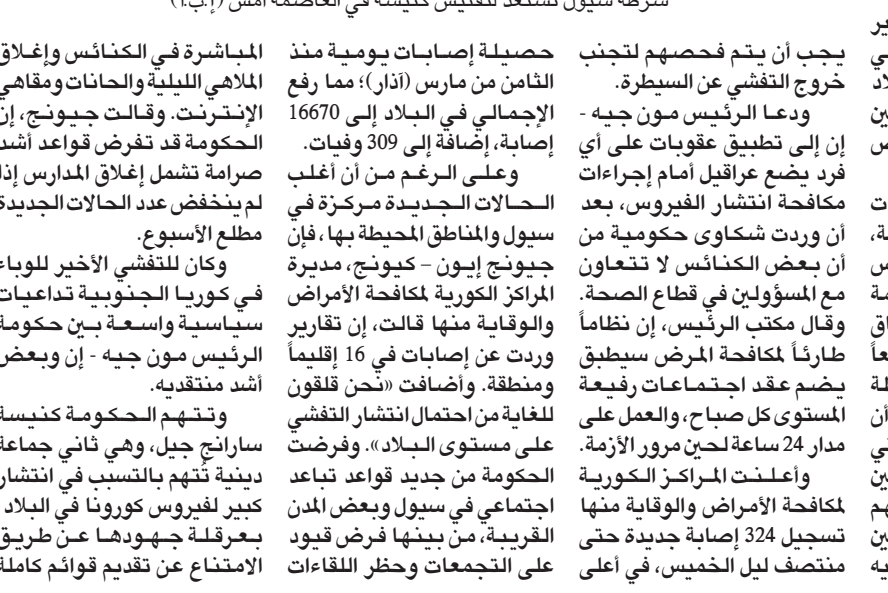 شرطة سيول تستعد لتفتيش كنيسة في العاصمة أمس (إ.ب.أ)
يجب أن يتم فحصهم لتجنب
خروج التفشي عن السيطرة.
ودعا الرئيس مون جيه -
إن إلى تطبيق عقوبات على أي
فرد يضع عراقيل أمام إجراءات
مكافحة انتشار الفيروس، بعد
أن وردت شكاوى حكومية من
أن بعض الكنائس لا تتعاون
مع المسؤولين في قطاع الصحة.
وقال مكتب الرئيس، إن نظاماً
طارئاً لمكافحة المرض سيطبق
يضم عقد اجتماعات رفيعة
المستوى كل صباح، والعمل على
مدار 24 ساعة لحين مرور الأزمة.
وأعلنت المراكز الكورية
لمكافحة الأمراض والوقاية منها
تسجيل 324 إصابة جديدة حتى
منتصف ليل الخميس، في أعلى
حصيلة إصابات يومية منذ
الثامن من مارس (آذار)؛ مما رفع
الإجمالي في البلاد إلى 16670
إصابة، إضافة إلى 309 وفيات.
وعلى الرغم من أن أغلب
الحالات الجديدة مركزة في
سيول والمناطق المحيطة بها، فإن
جيونج إيون – كيونج، مديرة
المراكز الكورية لمكافحة الأمراض
والوقاية منها قالت، إن تقارير
وردت عن إصابات في 16 إقليماً
ومنطقة. وأضافت «نحن قلقون
للغاية من احتمال انتشار التفشي
على مستوى البلاد». وفرضت
الحكومة من جديد قواعد تباعد
اجتماعي في سيول وبعض المدن
القريبة، من بينها فرض قيود
على التجمعات وحظر اللقاءات
المباشرة في الكنائس وإغلاق
الملاهي الليلية والحانات ومقاهي
الإنترنت. وقالت جيونج، إن
الحكومة قد تفرض قواعد أشد
صرامة تشمل إغلاق المدارس إذا
لم ينخفض عدد الحالات الجديدة
مطلع الأسبوع.
وكان للتفشي الأخير للوباء
في كوريا الجنوبية تداعيات
سياسية واسعة بين حكومة
الرئيس مون جيه - إن وبعض
أشد منتقديه.
وتتهم الحكومة كنيسة
سارانج جيل، وهي ثاني جماعة
دينية تُتهم بالتسبب في انتشار
كبير لفيروس كورونا في البلاد
بعرقلة جهودها عن طريق
الامتناع عن تقديم قوائم كاملة